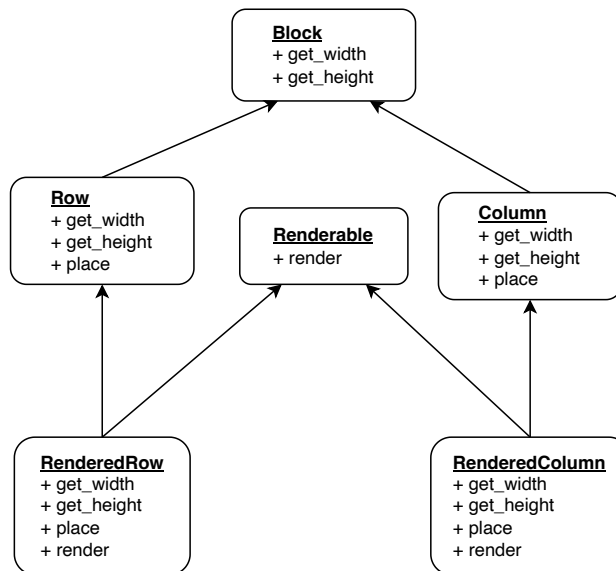 Block
+ get_width
+ get_height
Row
+ get_width
+ get_height
+ place
Renderable
+ render
Column
+ get_width
+ get_height
+ place
RenderedRow
+ get_width
+ get_height
+ place
+ render
RenderedColumn
+ get_width
+ get_height
+ place
+ render